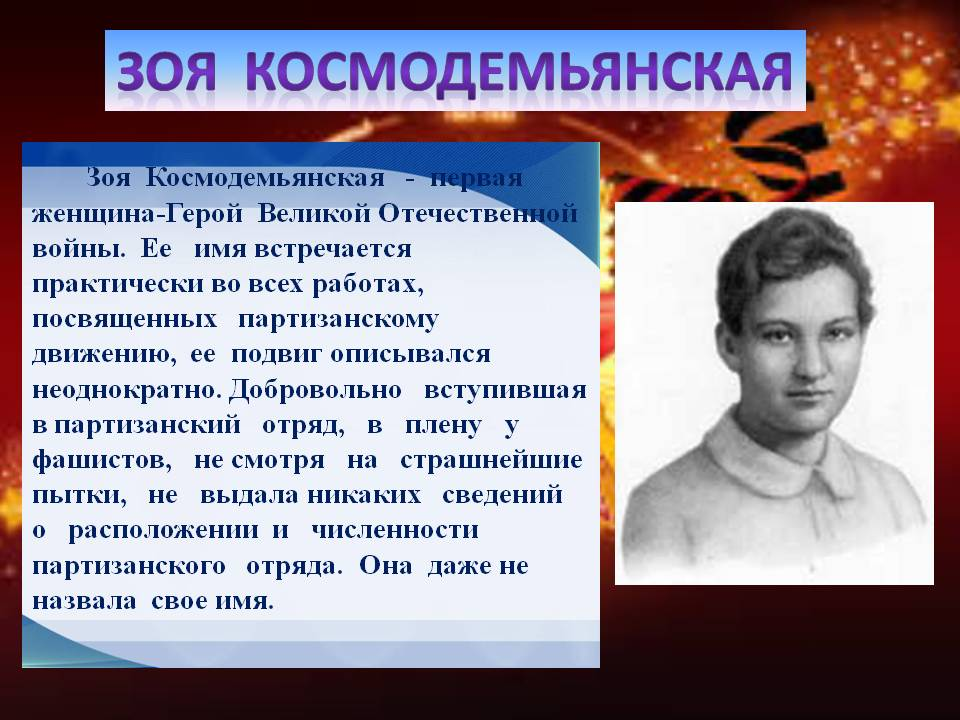 ЗОЯ КОСМОДЕМЬЯНСКАЯ
Зоя Космодемьянская - первая
женщина-Герой Великой Отечественной
войны. Ее имя встречается
практически во всех работах,
посвященных партизанскому
движению, ее подвиг описывался
неоднократно. Добровольно вступившая
в партизанский отряд, в плену у
фашистов, не смотря на страшнейшие
пытки, не выдала никаких сведений
о расположении и численности
партизанского отряда. Она даже не
назвала свое имя.